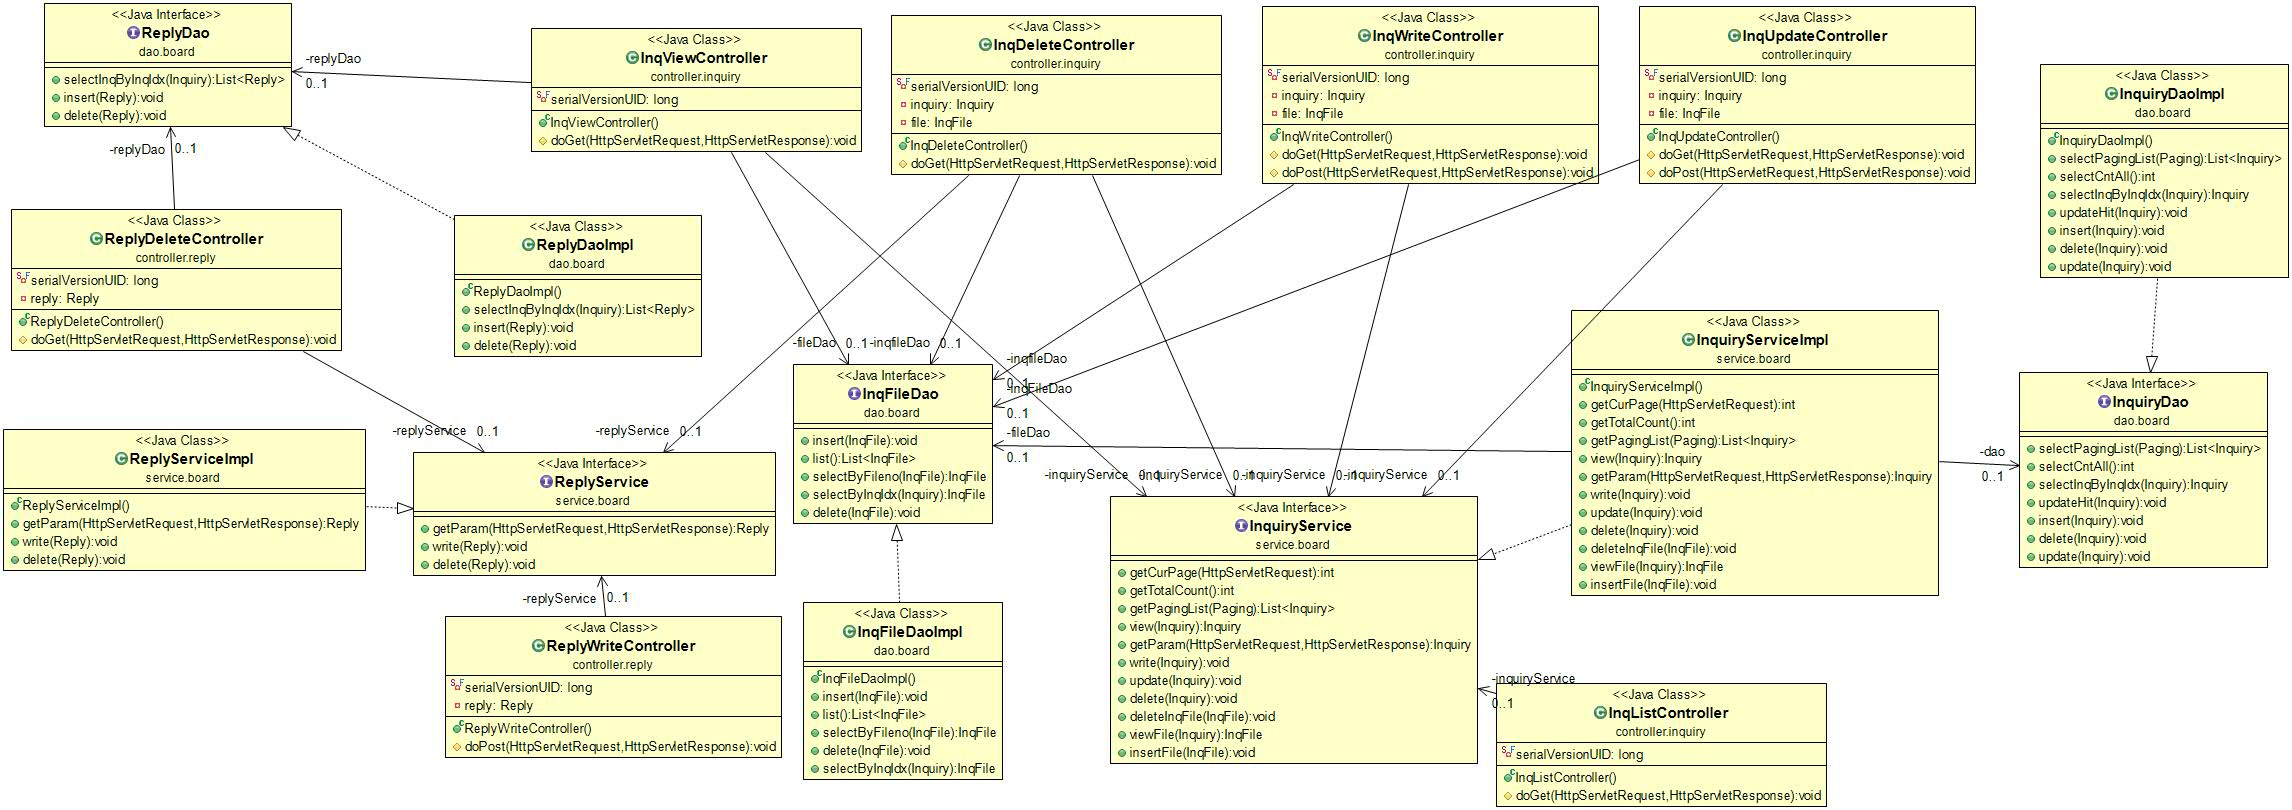 <<Java Interface>>
ReplyDao
dao.board
selectInqByInqIdx(Inquiry):List<Reply>
insert(Reply):void
delete(Reply):void
-replyDao
0..1
<<Java Class>>
InqViewController
controller.inquiry
serialVersionUID: long
InqViewController()
doGet(HttpServletRequest,HttpServletResponse):void
<<Java Class>>
InqDeleteController
controller.inquiry
serialVersionUID: long
inquiry: Inquiry
file: InqFile
InqDeleteController()
doGet(HttpServletRequest,HttpServletResponse):void
<<Java Class>>
InqWriteController
controller.inquiry
serialVersionUID: long
inquiry: Inquiry
file: InqFile
InqWriteController()
doGet(HttpServletRequest,HttpServletResponse):void
doPost(HttpServletRequest,HttpServletResponse):void
<<Java Class>>
InqUpdateController
controller.inquiry
serialVersionUID: long
inquiry: Inquiry
file: InqFile
InqUpdateController()
doGet(HttpServletRequest,HttpServletResponse):void
doPost(HttpServletRequest,HttpServletResponse):void
<<Java Class>>
InquiryDaoImpl
dao.board
InquiryDaoImpl()
selectPagingList(Paging):List<Inquiry>
selectCntAll():int
selectInqByInqIdx(Inquiry):Inquiry
updateHit(Inquiry):void
insert(Inquiry):void
delete(Inquiry):void
update(Inquiry):void
-replyDao
0..1
<<Java Class>>
ReplyDeleteController
controller.reply
serialVersionUID: long
reply: Reply
ReplyDeleteController()
doGet(HttpServletRequest,HttpServletResponse):void
<<Java Class>>
ReplyDaoImpl
dao.board
ReplyDaoImpl()
selectInqByInqIdx(Inquiry):List<Reply>
insert(Reply):void
delete(Reply):void
-fileDao
0..1
-inqfileDao
0..1
-inqfileDao
0..1
-inqFileDao
0..1
-fileDao
0..1
<<Java Interface>>
InqFileDao
dao.board
insert(InqFile):void
list():List<InqFile>
selectByFileno(InqFile):InqFile
selectByInqIdx(Inquiry):InqFile
delete(InqFile):void
<<Java Class>>
InquiryServiceImpl
service.board
InquiryServiceImpl()
getCurPage(HttpServletRequest):int
getTotalCount():int
getPagingList(Paging):List<Inquiry>
view(Inquiry):Inquiry
getParam(HttpServletRequest,HttpServletResponse):Inquiry
write(Inquiry):void
update(Inquiry):void
delete(Inquiry):void
deleteInqFile(InqFile):void
viewFile(Inquiry):InqFile
insertFile(InqFile):void
-dao
0..1
<<Java Interface>>
InquiryDao
dao.board
selectPagingList(Paging):List<Inquiry>
selectCntAll():int
selectInqByInqIdx(Inquiry):Inquiry
updateHit(Inquiry):void
insert(Inquiry):void
delete(Inquiry):void
update(Inquiry):void
<<Java Class>>
ReplyServiceImpl
service.board
ReplyServiceImpl()
getParam(HttpServletRequest,HttpServletResponse):Reply
write(Reply):void
delete(Reply):void
-replyService
0..1
-replyService
0..1
<<Java Interface>>
ReplyService
service.board
getParam(HttpServletRequest,HttpServletResponse):Reply
write(Reply):void
delete(Reply):void
-replyService
0..1
<<Java Class>>
ReplyWriteController
controller.reply
serialVersionUID: long
reply: Reply
ReplyWriteController()
doPost(HttpServletRequest,HttpServletResponse):void
<<Java Class>>
InqFileDaoImpl
dao.board
InqFileDaoImpl()
insert(InqFile):void
list():List<InqFile>
selectByFileno(InqFile):InqFile
delete(InqFile):void
selectByInqIdx(Inquiry):InqFile
-inquiryService
0..1
-inquiryService
0..1
-inquiryService
0..1
-inquiryService
0..1
<<Java Interface>>
InquiryService
service.board
getCurPage(HttpServletRequest):int
getTotalCount():int
getPagingList(Paging):List<Inquiry>
view(Inquiry):Inquiry
getParam(HttpServletRequest,HttpServletResponse):Inquiry
write(Inquiry):void
update(Inquiry):void
delete(Inquiry):void
deleteInqFile(InqFile):void
viewFile(Inquiry):InqFile
insertFile(InqFile):void
-inquiryService
0..1
<<Java Class>>
InqListController
controller.inquiry
serialVersionUID: long
InqListController()
doGet(HttpServletRequest,HttpServletResponse):void